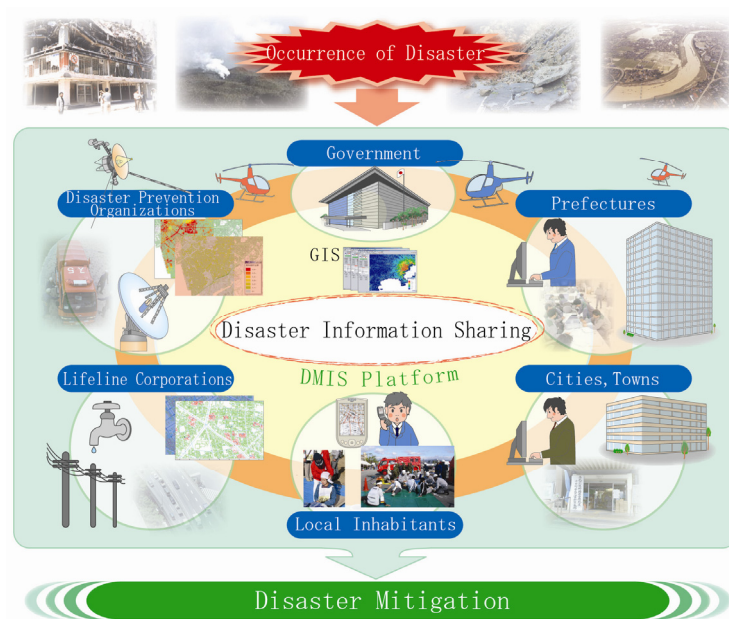 Occurrence of Disaster
Government
Disaster Prevention
Organizations
Prefectures
GIS
Disaster Information Sharing
DMIS Platform
Lifeline Corporations
Cities,Towns
Local Inhabitants
Disaster Mitigation